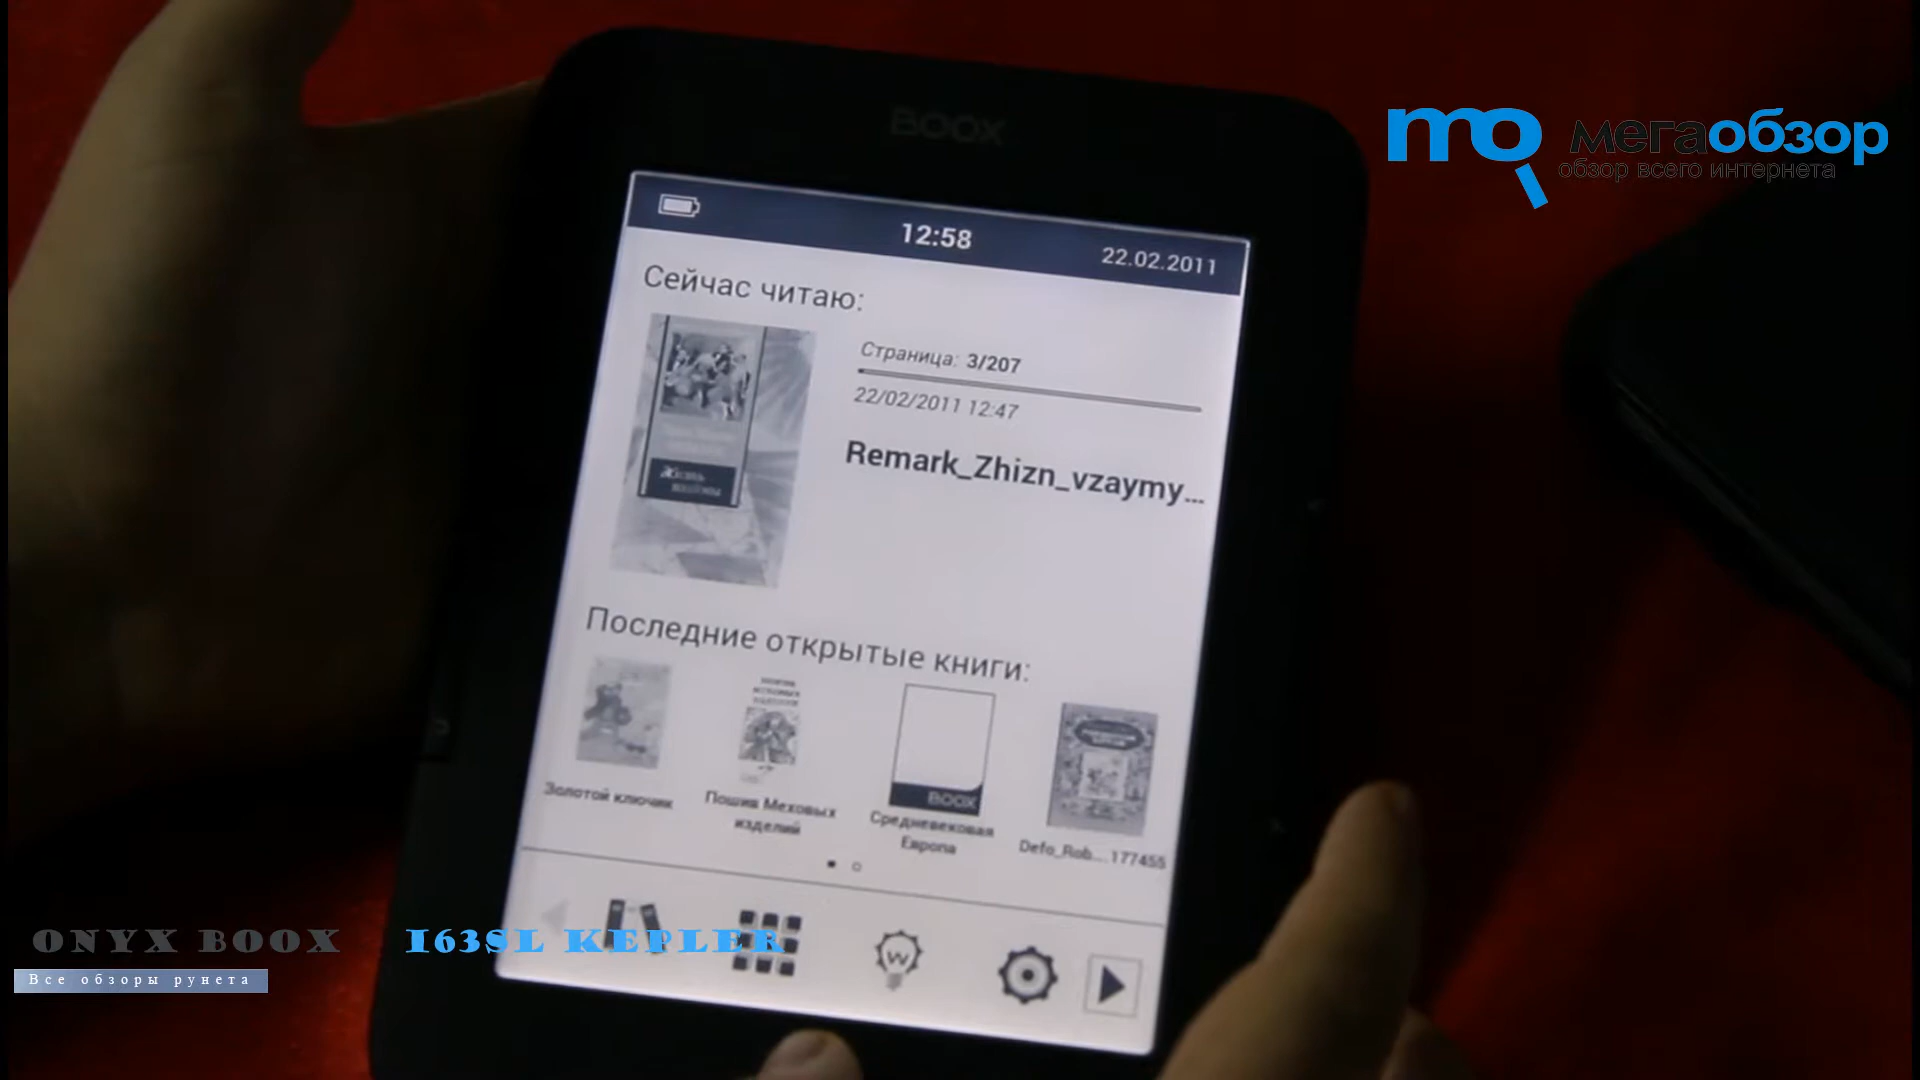 BOOX
мегаобзор
обзор всего интернета
12:58
22.02.2011
Сейчас читаю:
Страница: 3/207
22/02/2011 12:47
Remark_Zhizn_vzaymy...
Жизнь
взаймы
Последние открытые книги:
BOOX
Золотой ключик
Пошив Меховых
изделий
Средневековая
Европа
Defo_Rob...177455
ONYX BOOX I63SL KEPLER
Все обзоры рунета